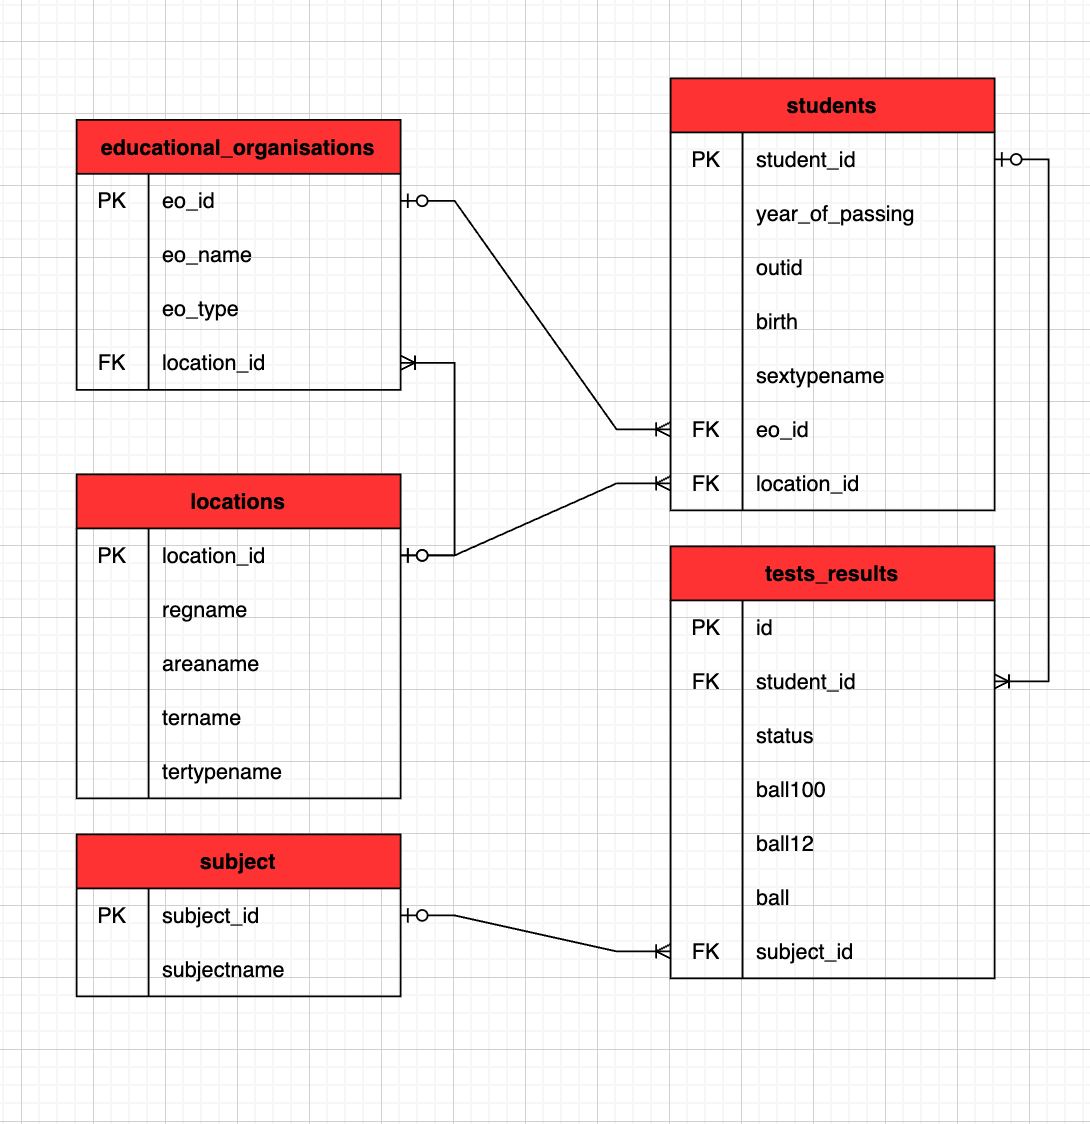 educational_organisations
PK eo_id
eo_name
eo_type
FK location_id
locations
PK location_id
regname
areaname
tername
tertypename
subject
PK subject_id
subjectname
students
PK student_id
year_of_passing
outid
birth
sextypename
FK eo_id
FK location_id
tests_results
PK id
FK student_id
status
ball100
ball12
ball
FK subject_id